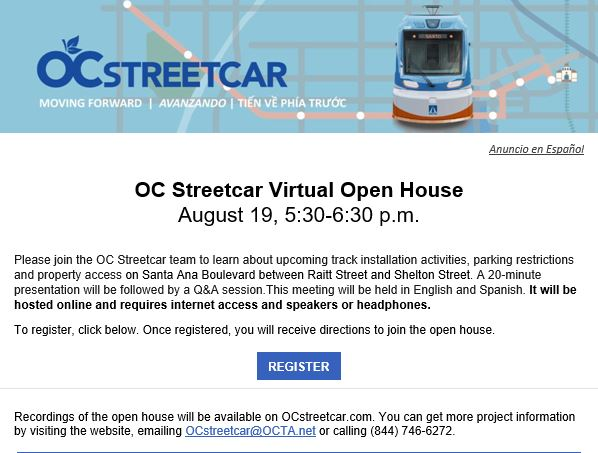 OCSTREETCAR
MOVING FORWARD | AVANZANDO | TIẾN VỀ PHÍA TRƯỚC
SANTO
Anuncio en Español
OC Streetcar Virtual Open House
August 19, 5:30-6:30 p.m.
Please join the OC Streetcar team to learn about upcoming track installation activities, parking restrictions
and property access on Santa Ana Boulevard between Raitt Street and Shelton Street. A 20-minute
presentation will be followed by a Q&A session.This meeting will be held in English and Spanish. It will be
hosted online and requires internet access and speakers or headphones.
To register, click below. Once registered, you will receive directions to join the open house.
REGISTER
Recordings of the open house will be available on OCstreetcar.com. You can get more project information
by visiting the website, emailing OCstreetcar@OCTA.net or calling (844) 746-6272.